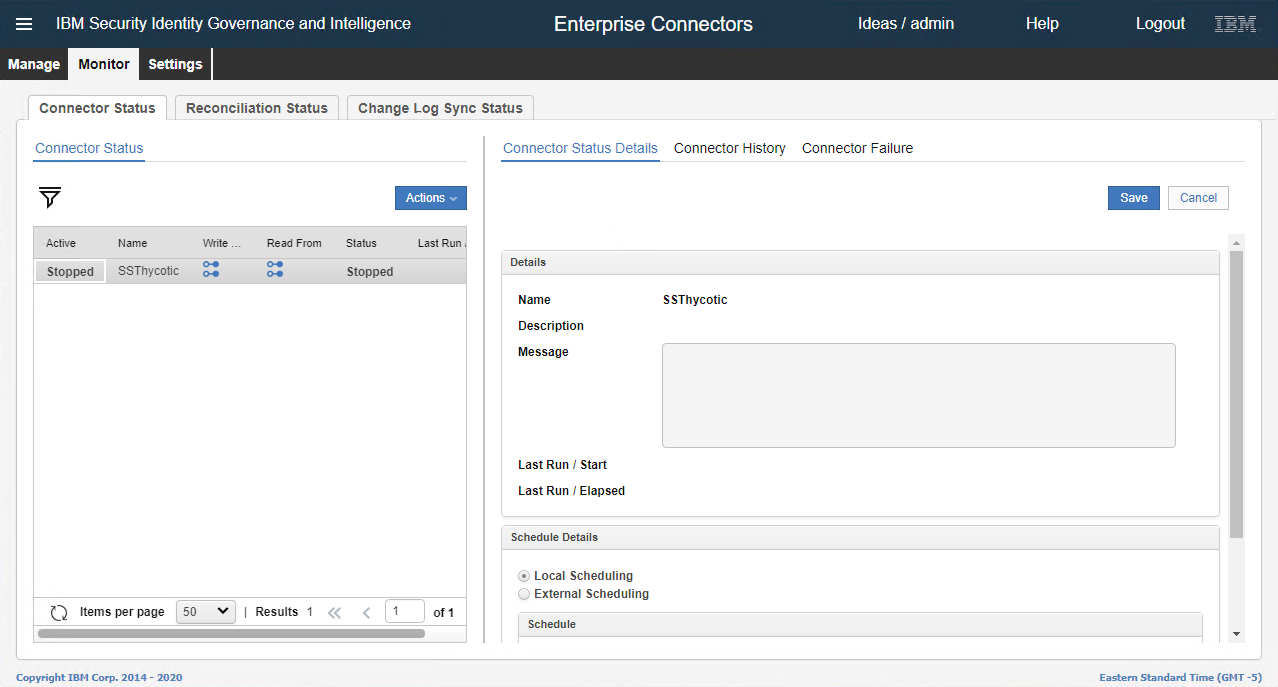 IBM Security Identity Governance and Intelligence
Enterprise Connectors
Ideas / admin
Help
Logout
IBM
Manage
Monitor
Settings
Connector Status
Reconciliation Status
Change Log Sync Status
Connector Status
Actions
Active Name Write ... Read From Status Last Run /
Stopped SSThycotic Stopped
Items per page 50 | Results 1 1 of 1
Connector Status Details
Connector History
Connector Failure
Save
Cancel
Details
Name SSThycotic
Description
Message
Last Run / Start
Last Run / Elapsed
Schedule Details
Local Scheduling
External Scheduling
Schedule
Copyright IBM Corp. 2014 - 2020
Eastern Standard Time (GMT -5)